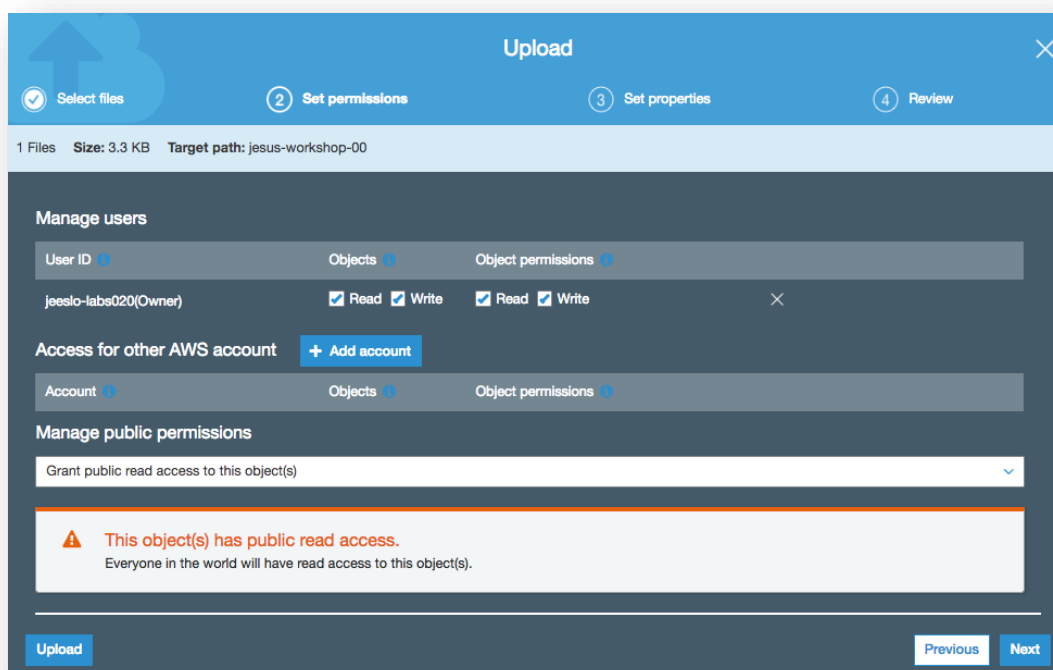 Upload
Select files 2 Set permissions 3 Set properties 4 Review
1 Files Size: 3.3 KB Target path: jesus-workshop-00
Manage users
User ID Objects Object permissions
jeeslo-labs020(Owner) Read Write Read Write
Access for other AWS account + Add account
Account Objects Object permissions
Manage public permissions
Grant public read access to this object(s)
This object(s) has public read access.
Everyone in the world will have read access to this object(s).
Upload Previous Next